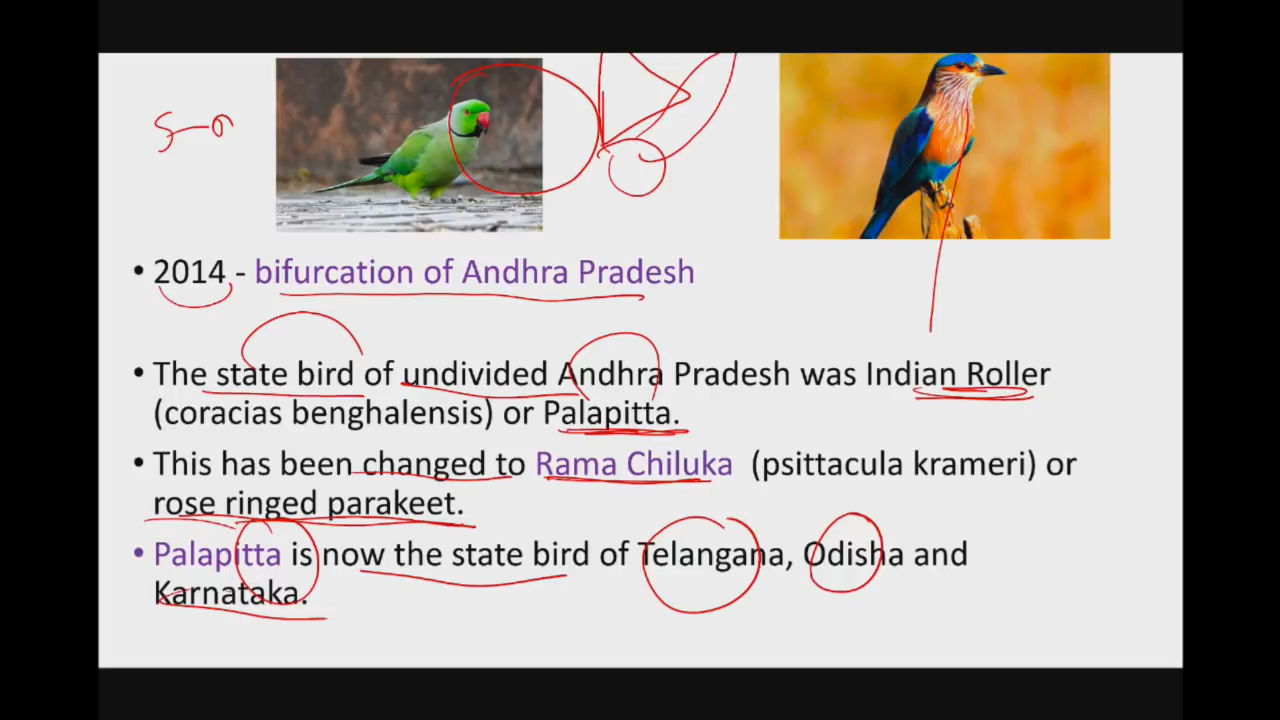 • 2014 - bifurcation of Andhra Pradesh
• The state bird of undivided Andhra Pradesh was Indian Roller
(coracias benghalensis) or Palapitta.
• This has been changed to Rama Chiluka (psittacula krameri) or
rose ringed parakeet.
• Palapitta is now the state bird of Telangana, Odisha and
Karnataka.